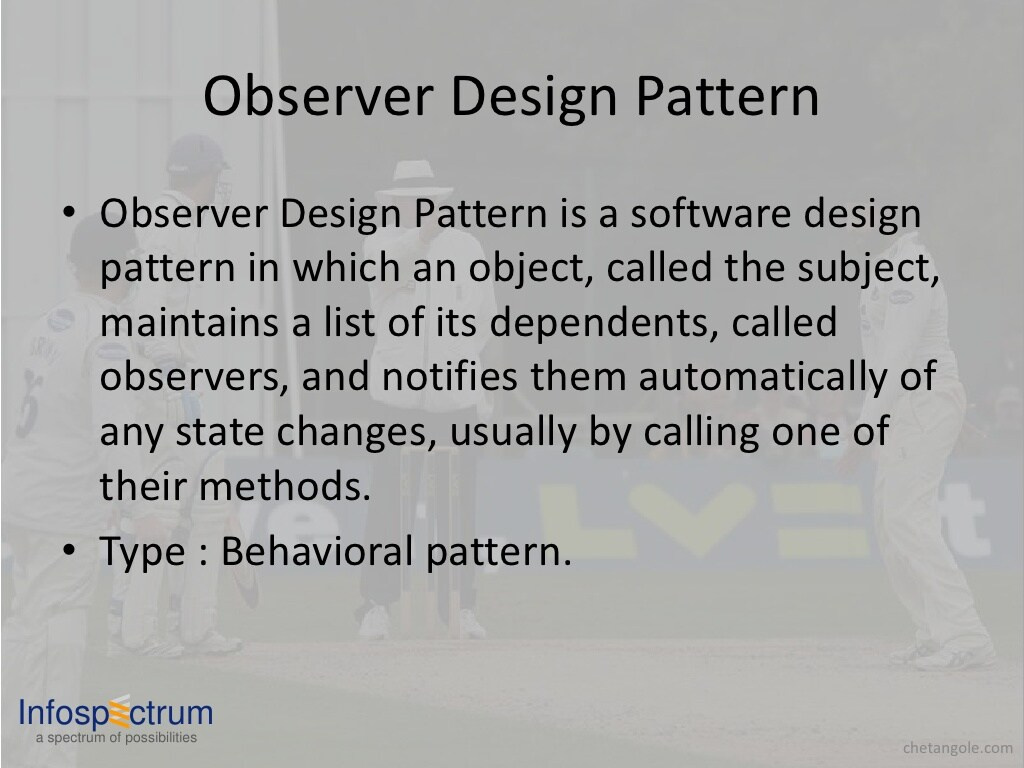 Observer Design Pattern
• Observer Design Pattern is a software design
pattern in which an object, called the subject,
maintains a list of its dependents, called
observers, and notifies them automatically of
any state changes, usually by calling one of
their methods.
• Type : Behavioral pattern.
Infospectrum
a spectrum of possibilities
chetangole.com